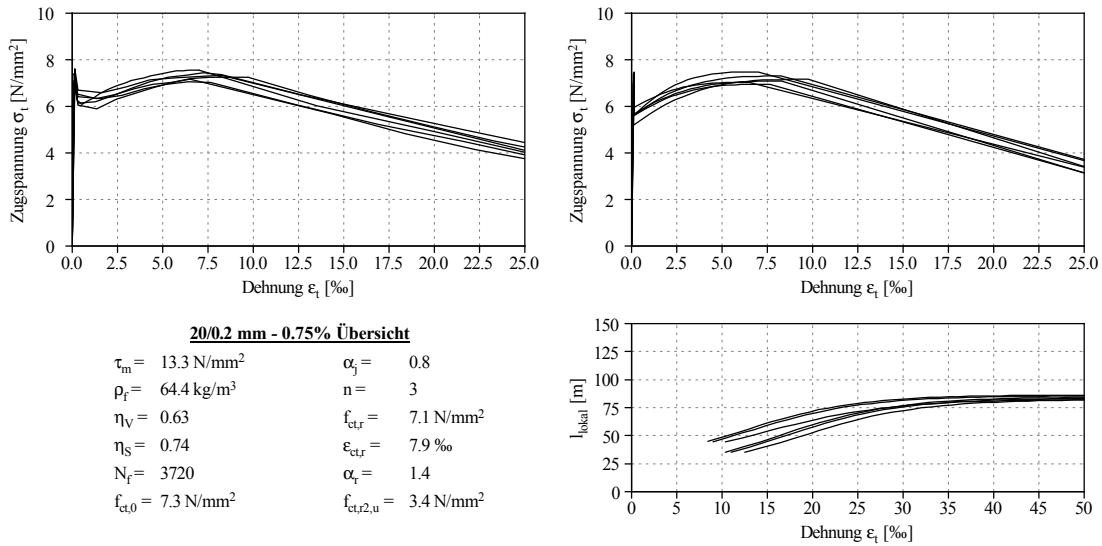 10
8
6
4
2
0
Zugspannung σt [N/mm²]
0.0 2.5 5.0 7.5 10.0 12.5 15.0 17.5 20.0 22.5 25.0
Dehnung εt [‰]
10
8
6
4
2
0
Zugspannung σt [N/mm²]
0.0 2.5 5.0 7.5 10.0 12.5 15.0 17.5 20.0 22.5 25.0
Dehnung εt [‰]
20/0.2 mm - 0.75% Übersicht
τm = 13.3 N/mm² αj = 0.8
ρf = 64.4 kg/m³ n = 3
ηV = 0.63 fct,r = 7.1 N/mm²
ηS = 0.74 εct,r = 7.9 ‰
Nf = 3720 αr = 1.4
fct,0 = 7.3 N/mm² fct,r2,u = 3.4 N/mm²
150
125
100
75
50
25
0
llokal [m]
0.0 5.0 10 15 20 25 30 35 40 45 50
Dehnung εt [‰]